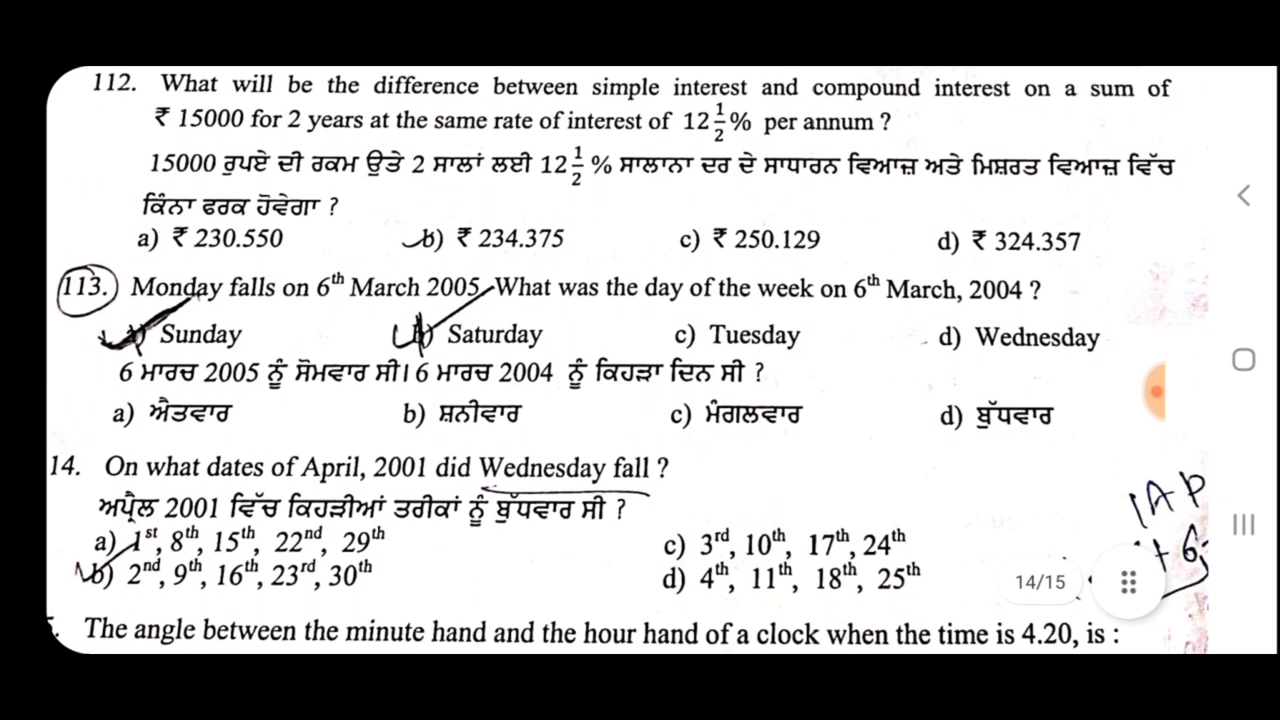 112. What will be the difference between simple interest and compound interest on a sum of
₹ 15000 for 2 years at the same rate of interest of 12 1/2 % per annum ?
15000 ਰੁਪਏ ਦੀ ਰਕਮ ਉਤੇ 2 ਸਾਲਾਂ ਲਈ 12 1/2 % ਸਾਲਾਨਾ ਦਰ ਦੇ ਸਾਧਾਰਨ ਵਿਆਜ਼ ਅਤੇ ਮਿਸ਼ਰਤ ਵਿਆਜ਼ ਵਿੱਚ
ਕਿੰਨਾ ਫਰਕ ਹੋਵੇਗਾ ?
a) ₹ 230.550 b) ₹ 234.375 c) ₹ 250.129 d) ₹ 324.357
113. Monday falls on 6th March 2005. What was the day of the week on 6th March, 2004 ?
a) Sunday b) Saturday c) Tuesday d) Wednesday
6 ਮਾਰਚ 2005 ਨੂੰ ਸੋਮਵਾਰ ਸੀ। 6 ਮਾਰਚ 2004 ਨੂੰ ਕਿਹੜਾ ਦਿਨ ਸੀ ?
a) ਐਤਵਾਰ b) ਸ਼ਨੀਵਾਰ c) ਮੰਗਲਵਾਰ d) ਬੁੱਧਵਾਰ
14. On what dates of April, 2001 did Wednesday fall ?
ਅਪ੍ਰੈਲ 2001 ਵਿੱਚ ਕਿਹੜੀਆਂ ਤਰੀਕਾਂ ਨੂੰ ਬੁੱਧਵਾਰ ਸੀ ?
a) 1st, 8th, 15th, 22nd, 29th c) 3rd, 10th, 17th, 24th
b) 2nd, 9th, 16th, 23rd, 30th d) 4th, 11th, 18th, 25th
1AP
+6
14/15
. The angle between the minute hand and the hour hand of a clock when the time is 4.20, is :